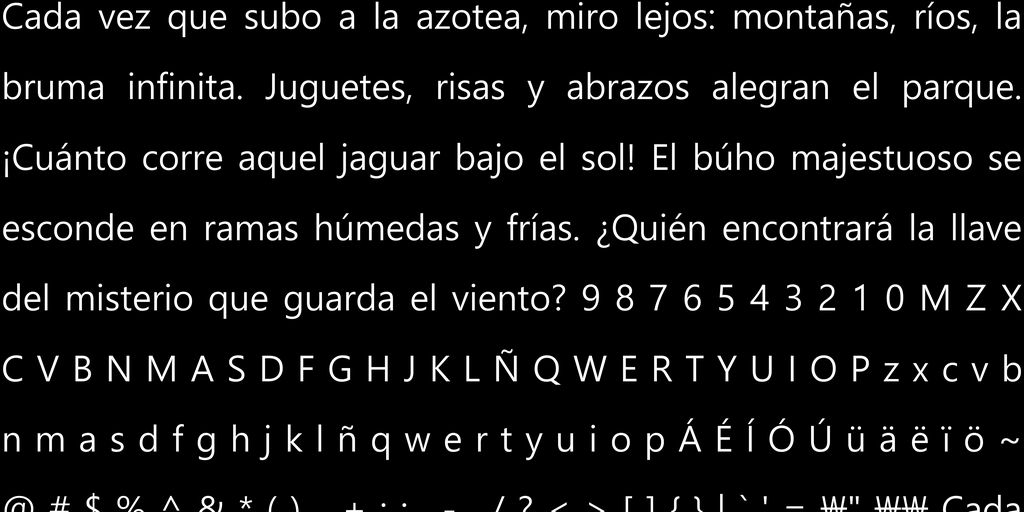 Cada vez que subo a la azotea, miro lejos: montañas, ríos, la
bruma infinita. Juguetes, risas y abrazos alegran el parque.
¡Cuánto corre aquel jaguar bajo el sol! El búho majestuoso se
esconde en ramas húmedas y frías. ¿Quién encontrará la llave
del misterio que guarda el viento? 9 8 7 6 5 4 3 2 1 0 M Z X
C V B N M A S D F G H J K L Ñ Q W E R T Y U I O P z x c v b
n m a s d f g h j k l ñ q w e r t y u i o p Á É Í Ó Ú ü ä ë ï ö ~
@ # $ % ^ & * ( ) _ + : ; , - . / ? < > [ ] { } | ` ' = ₩" ₩₩ Cada